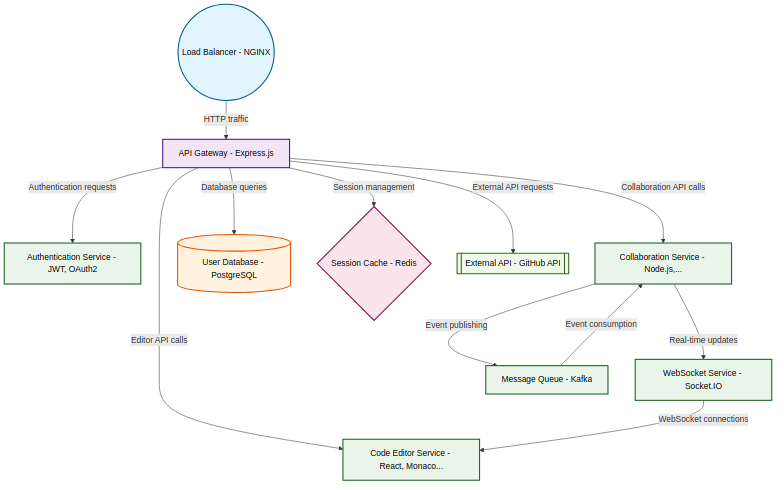 Load Balancer - NGINX
HTTP traffic
API Gateway - Express.js
Authentication requests
Database queries
Session management
External API requests
Collaboration API calls
Authentication Service -
JWT, OAuth2
User Database -
PostgreSQL
Session Cache - Redis
External API - GitHub API
Collaboration Service -
Node.js,...
Event publishing
Event consumption
Editor API calls
Real-time updates
Message Queue - Kafka
WebSocket Service -
Socket.IO
WebSocket connections
Code Editor Service -
React, Monaco...